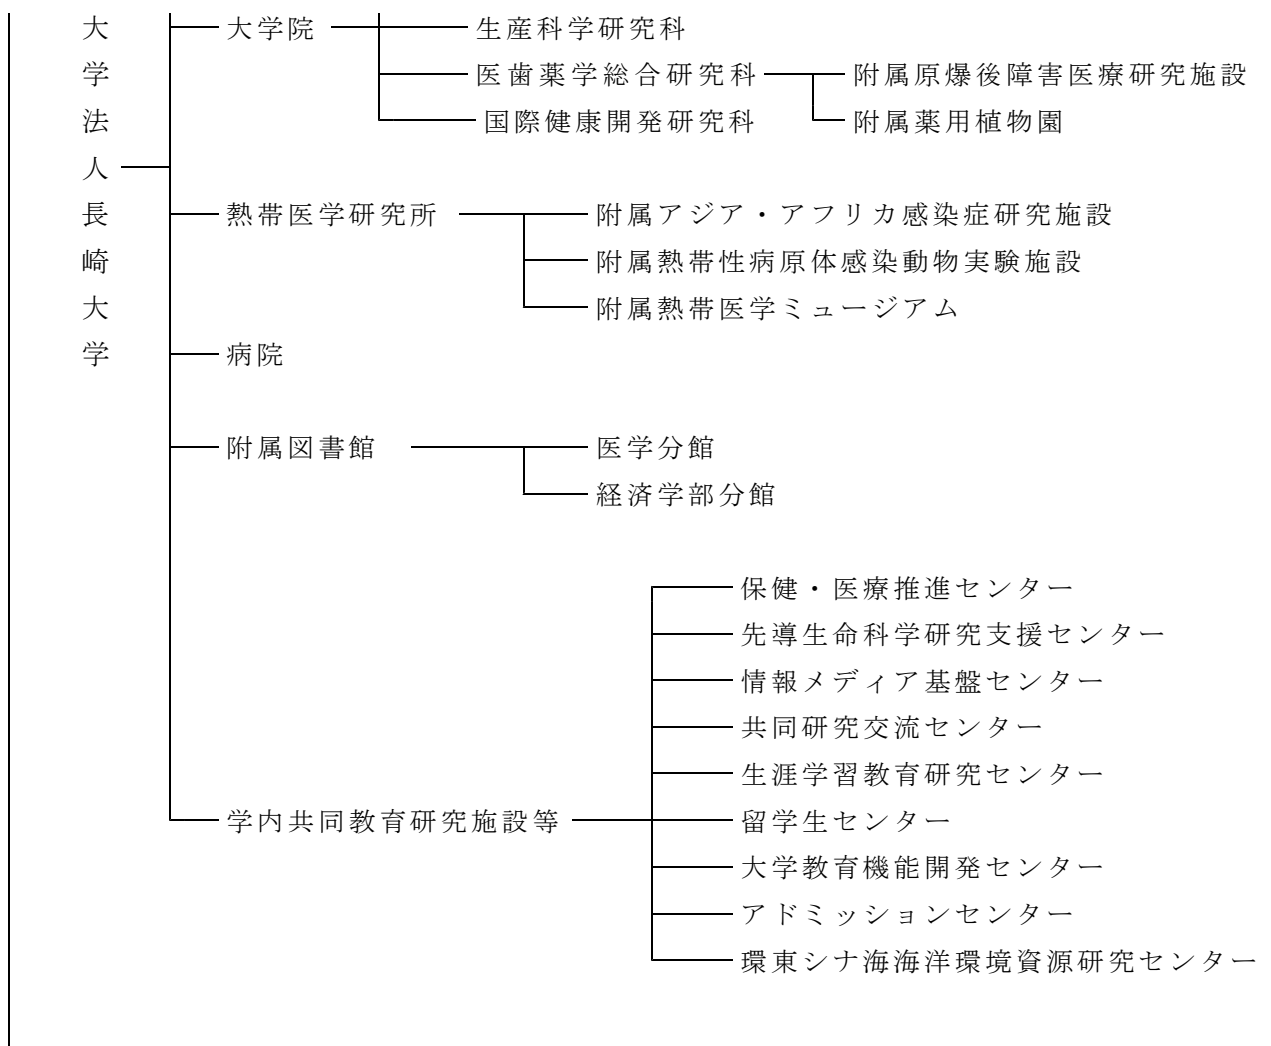 大学法人長崎大学
大学院
生産科学研究科
医歯薬学総合研究科
附属原爆後障害医療研究施設
国際健康開発研究科
附属薬用植物園
熱帯医学研究所
附属アジア・アフリカ感染症研究施設
附属熱帯性病原体感染動物実験施設
附属熱帯医学ミュージアム
病院
附属図書館
医学分館
経済学部分館
保健・医療推進センター
先導生命科学研究支援センター
情報メディア基盤センター
共同研究交流センター
生涯学習教育研究センター
学内共同教育研究施設等
留学生センター
大学教育機能開発センター
アドミッションセンター
環東シナ海海洋環境資源研究センター